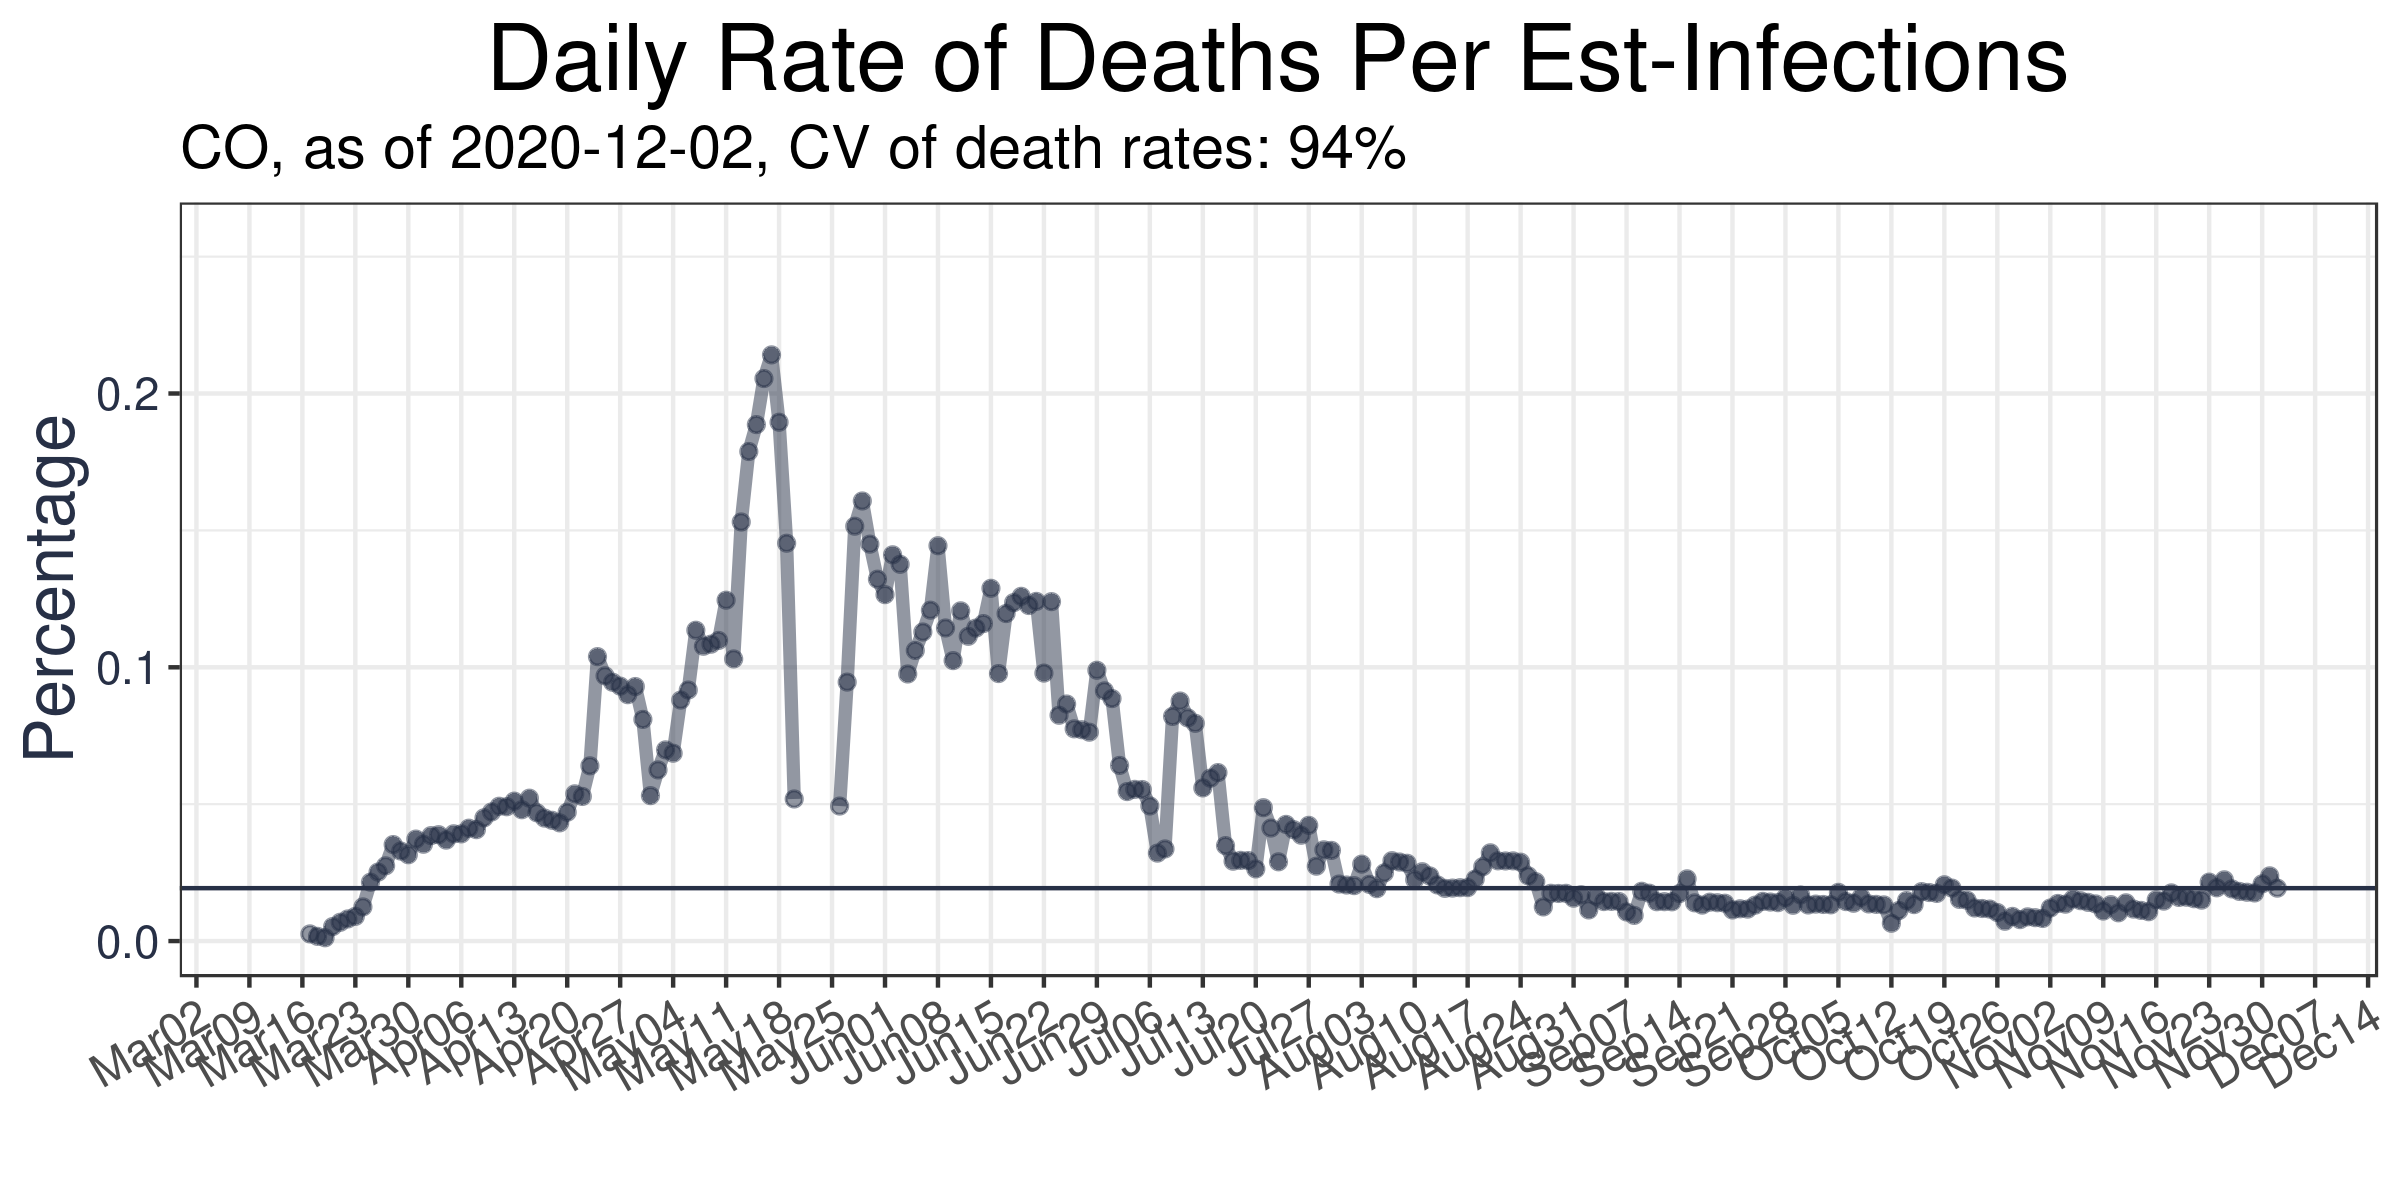 Daily Rate of Deaths Per Est-Infections
CO, as of 2020-12-02, CV of death rates: 94%
Percentage
0.2
0.1
0.0
Mar02
Mar09
Mar16
Mar23
Mar30
Apr06
Apr13
Apr20
Apr27
May04
May11
May18
May25
Jun01
Jun08
Jun15
Jun22
Jun29
Jul06
Jul13
Jul20
Jul27
Aug03
Aug10
Aug17
Aug24
Aug31
Sep07
Sep14
Sep21
Sep28
Oct05
Oct12
Oct19
Oct26
Nov02
Nov09
Nov16
Nov23
Nov30
Dec07
Dec14